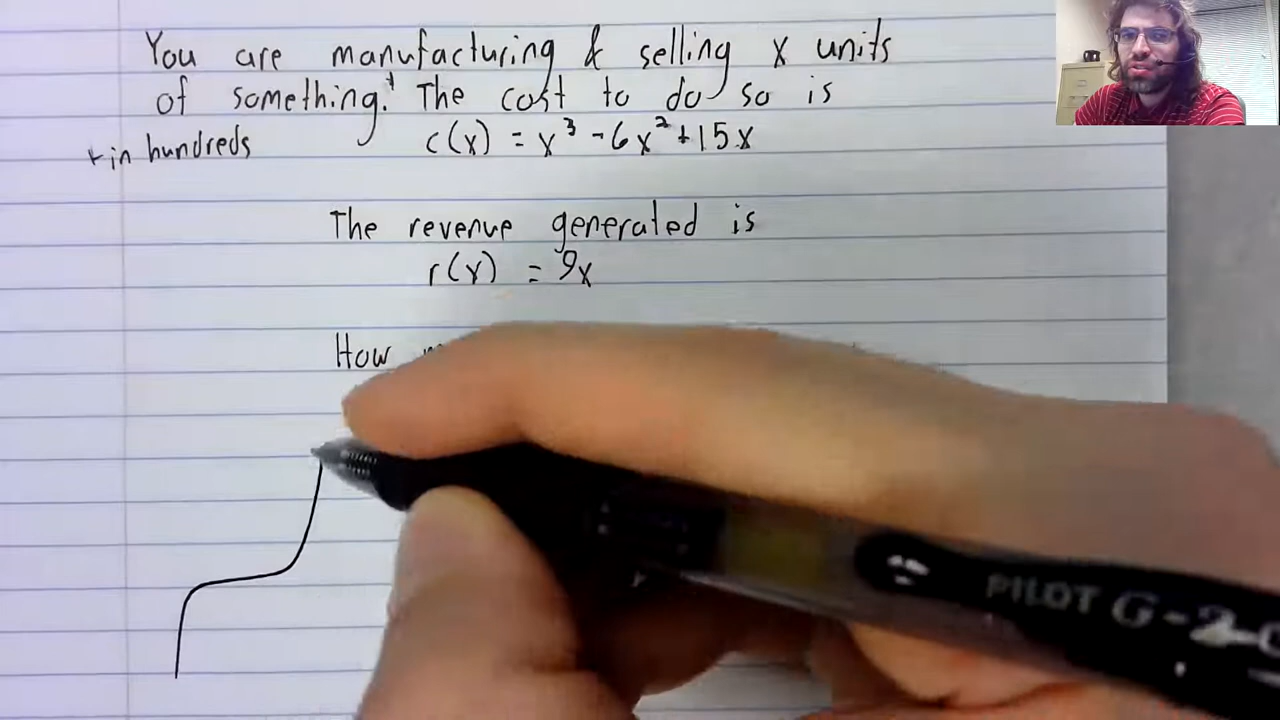 You are manufacturing & selling x units
of something.⁺ The cost to do so is
+ in hundreds
c(x) = x³ - 6x² + 15x
The revenue generated is
r(x) = 9x
How
PILOT G-2